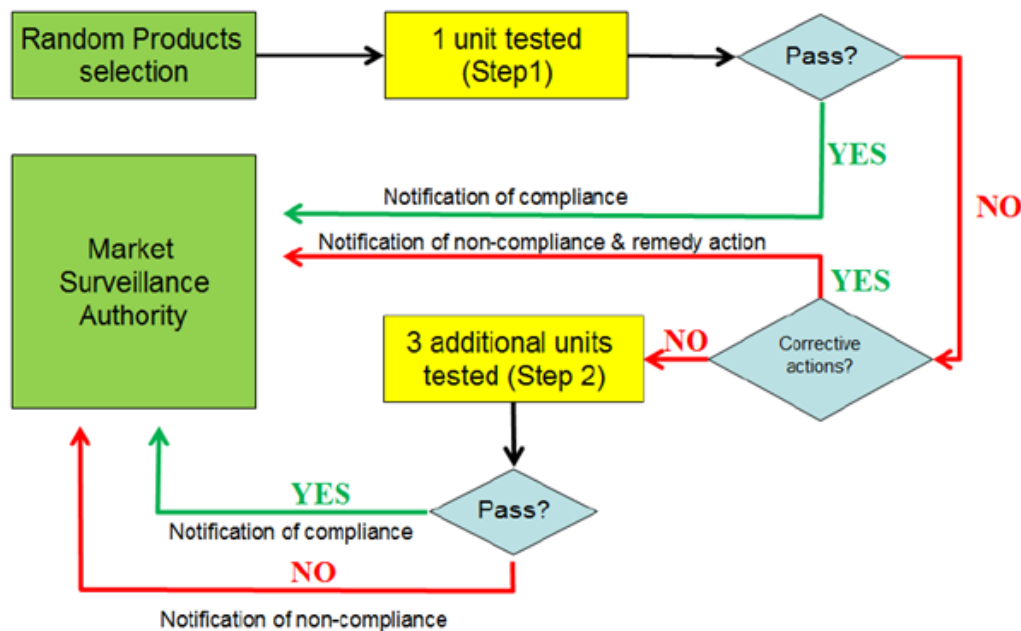 Random Products
selection
1 unit tested
(Step1)
Pass?
YES
NO
Notification of compliance
Notification of non-compliance & remedy action
YES
Market
Surveillance
Authority
Corrective
actions?
NO
3 additional units
tested (Step 2)
Pass?
YES
Notification of compliance
NO
Notification of non-compliance